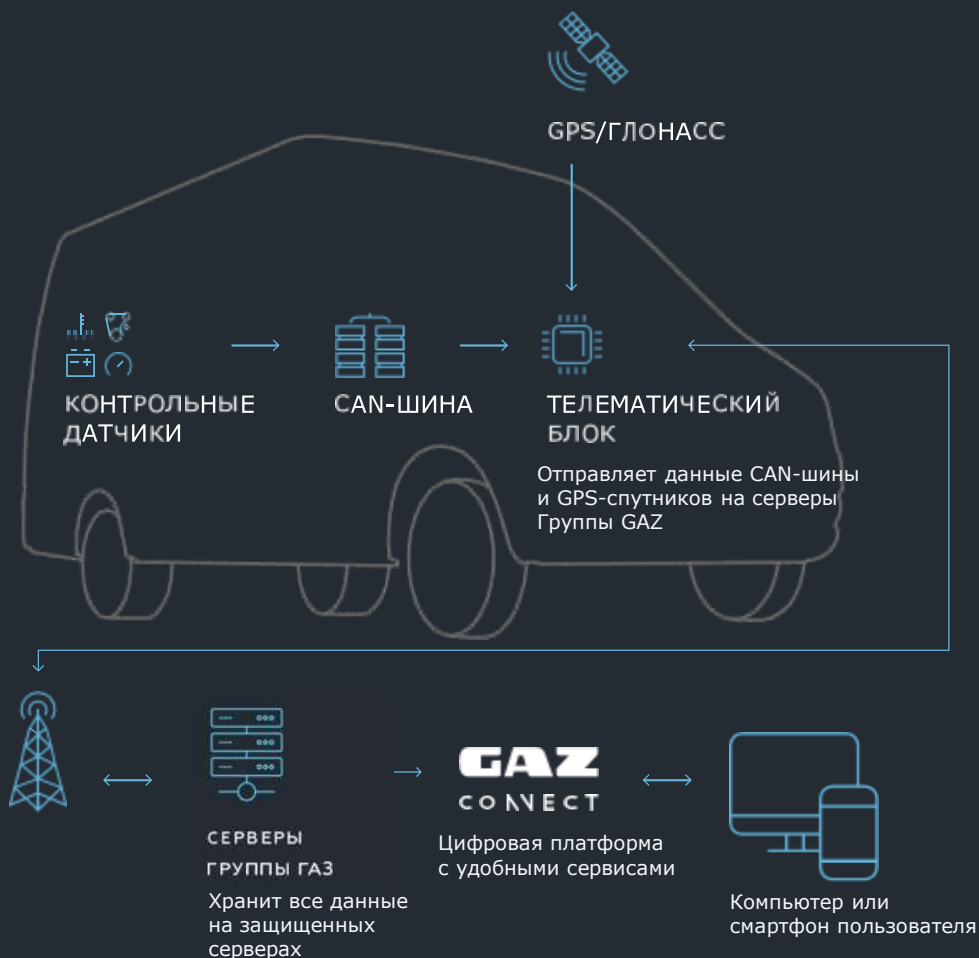 GPS/ГЛОНАСС
КОНТРОЛЬНЫЕ
ДАТЧИКИ
CAN-ШИНА
ТЕЛЕМАТИЧЕСКИЙ
БЛОК
Отправляет данные CAN-шины
и GPS-спутников на серверы
Группы GAZ
СЕРВЕРЫ
ГРУППЫ ГАЗ
Хранит все данные
на защищенных
серверах
GAZ
CONNECT
Цифровая платформа
с удобными сервисами
Компьютер или
смартфон пользователя